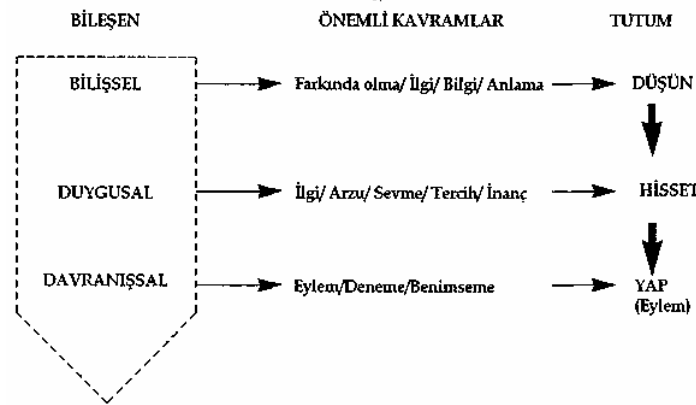 BİLEŞEN ÖNEMLİ KAVRAMLAR TUTUM
BİLİŞSEL Farkında olma/ İlgi/ Bilgi/ Anlama DÜŞÜN
DUYGUSAL İlgi/ Arzu/ Sevme/ Tercih/ İnanç HİSSET
DAVRANIŞSAL Eylem/Deneme/Benimseme YAP
(Eylem)